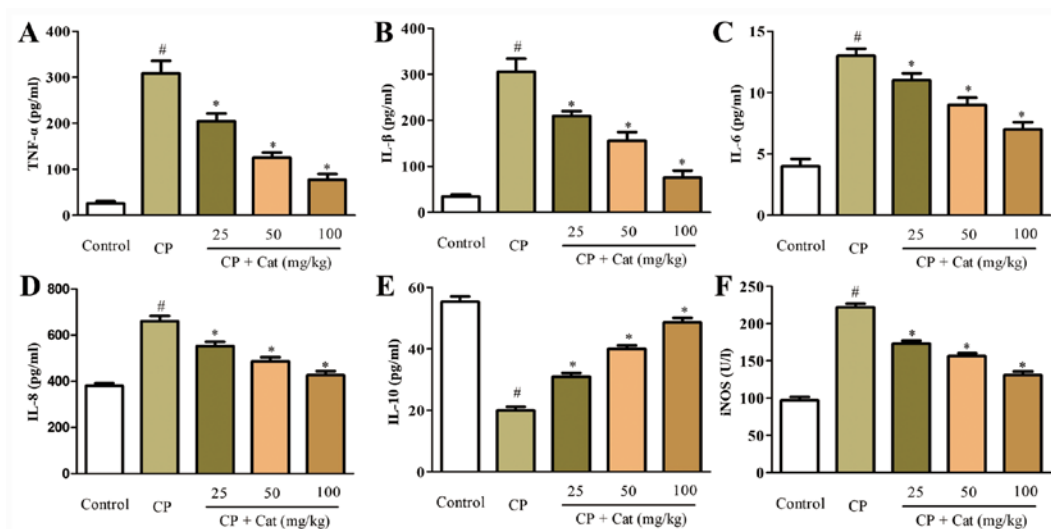 A
TNF-α (pg/ml)
400
300
200
100
0
#
*
*
*
Control
CP
25
50
100
CP + Cat (mg/kg)
B
IL-β (pg/ml)
400
300
200
100
0
#
*
*
*
Control
CP
25
50
100
CP + Cat (mg/kg)
C
IL-6 (pg/ml)
15
10
5
0
#
*
*
*
Control
CP
25
50
100
CP + Cat (mg/kg)
D
IL-8 (pg/ml)
800
600
400
200
0
#
*
*
*
Control
CP
25
50
100
CP + Cat (mg/kg)
E
IL-10 (pg/ml)
60
40
20
0
#
*
*
*
Control
CP
25
50
100
CP + Cat (mg/kg)
F
iNOS (U/l)
250
200
150
100
50
0
#
*
*
*
Control
CP
25
50
100
CP + Cat (mg/kg)